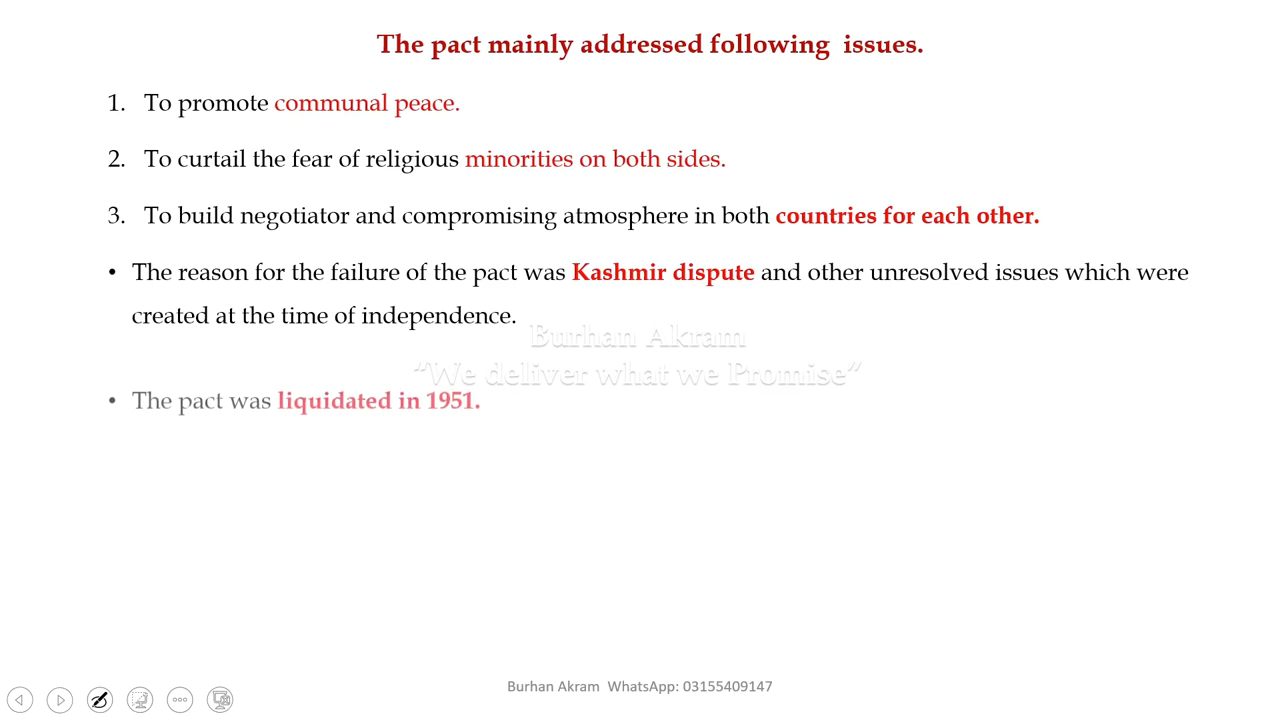 The pact mainly addressed following issues.
1. To promote communal peace.
2. To curtail the fear of religious minorities on both sides.
3. To build negotiator and compromising atmosphere in both countries for each other.
• The reason for the failure of the pact was Kashmir dispute and other unresolved issues which were
created at the time of independence.
Burhan Akram
"We deliver what we Promise"
• The pact was liquidated in 1951.
Burhan Akram WhatsApp: 03155409147